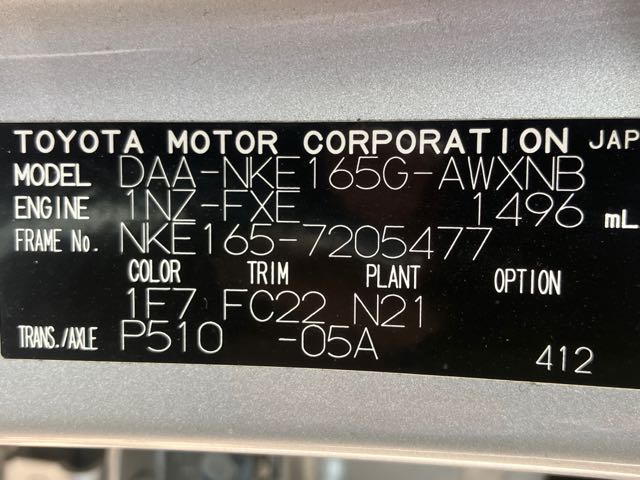 TOYOTA MOTOR CORPORATION JAP
MODEL DAA-NKE165G-AWXNB
ENGINE 1NZ-FXE 1496 mL
FRAME No. NKE165-7205477
COLOR TRIM PLANT OPTION
1F7 FC22 N21
TRANS./AXLE P510 -05A
412